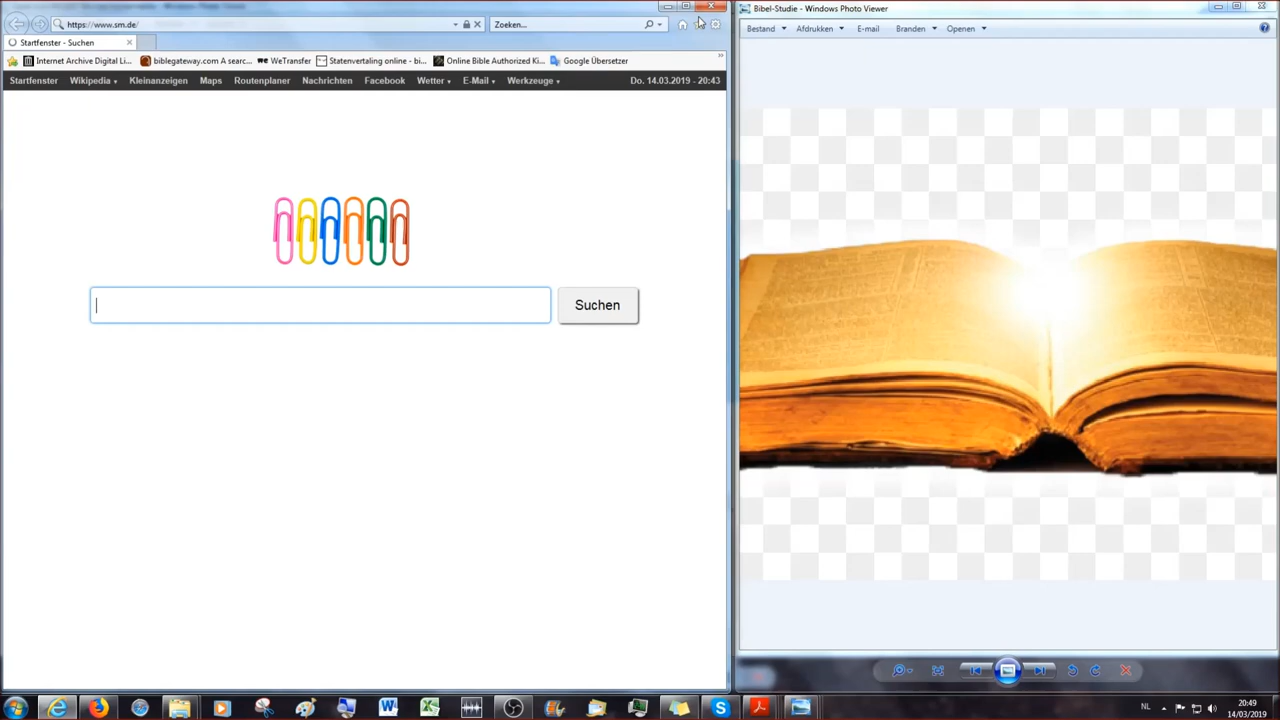 https://www.sm.de/
Zoeken...
Startfenster - Suchen
Internet Archive Digital Li...
biblegateway.com A searc...
WeTransfer
Statenvertaling online - bi...
Online Bible Authorized Ki...
Google Übersetzer
Startfenster
Wikipedia
Kleinanzeigen
Maps
Routenplaner
Nachrichten
Facebook
Wetter
E-Mail
Werkzeuge
Do. 14.03.2019 - 20:43
Suchen
Bibel-Studie - Windows Photo Viewer
Bestand
Afdrukken
E-mail
Branden
Openen
NL
20:49
14/03/2019